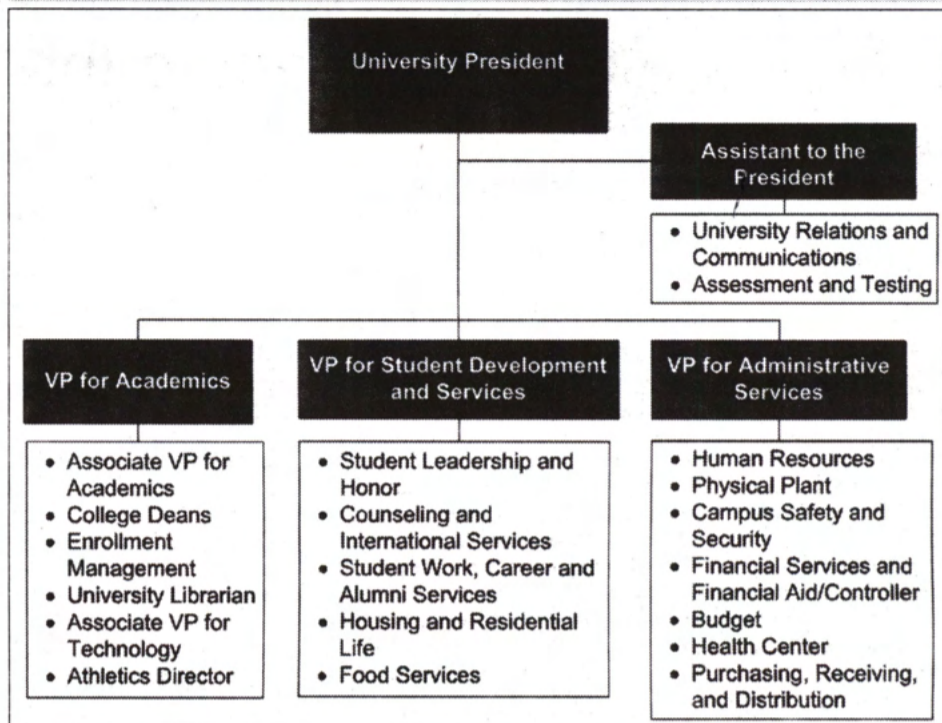 University President
Assistant to the
President
• University Relations and
Communications
• Assessment and Testing
VP for Academics
• Associate VP for
Academics
• College Deans
• Enrollment
Management
• University Librarian
• Associate VP for
Technology
• Athletics Director
VP for Student Development
and Services
• Student Leadership and
Honor
• Counseling and
International Services
• Student Work, Career and
Alumni Services
• Housing and Residential
Life
• Food Services
VP for Administrative
Services
• Human Resources
• Physical Plant
• Campus Safety and
Security
• Financial Services and
Financial Aid/Controller
• Budget
• Health Center
• Purchasing, Receiving,
and Distribution